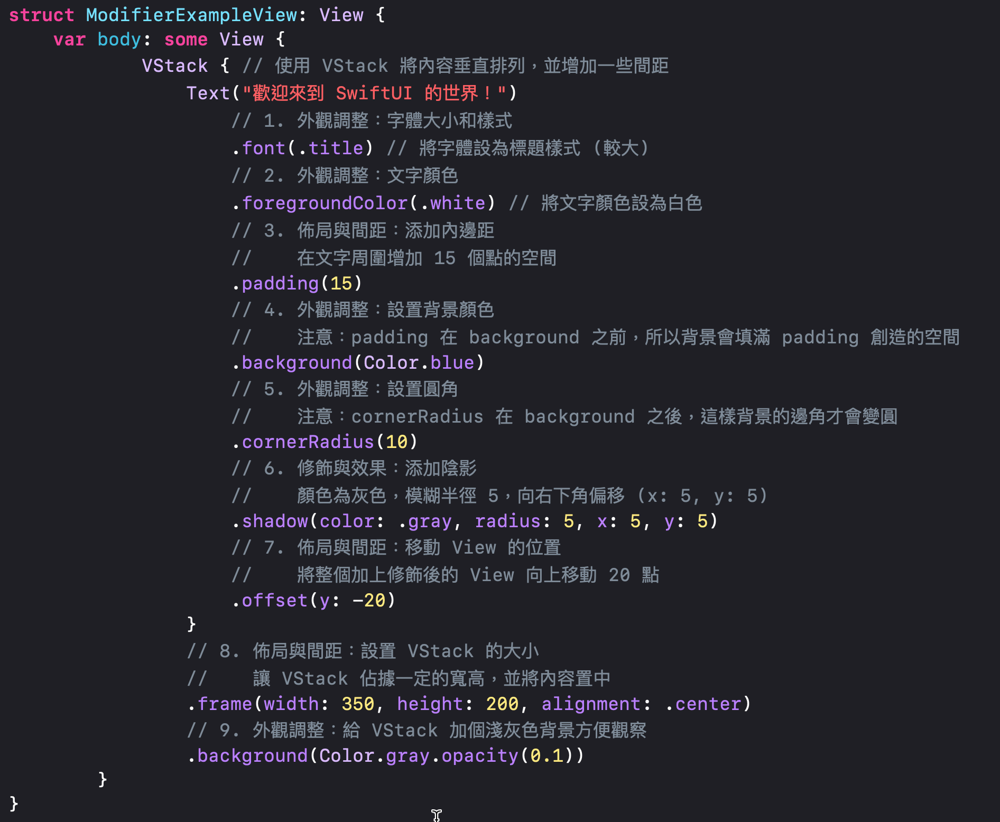 struct ModifierExampleView: View {
    var body: some View {
            VStack { // 使用 VStack 將內容垂直排列，並增加一些間距
                Text("歡迎來到 SwiftUI 的世界！")
                    // 1. 外觀調整：字體大小和樣式
                    .font(.title) // 將字體設為標題樣式 (較大)
                    // 2. 外觀調整：文字顏色
                    .foregroundColor(.white) // 將文字顏色設為白色
                    // 3. 佈局與間距：添加內邊距
                    //    在文字周圍增加 15 個點的空間
                    .padding(15)
                    // 4. 外觀調整：設置背景顏色
                    //    注意：padding 在 background 之前，所以背景會填滿 padding 創造的空間
                    .background(Color.blue)
                    // 5. 外觀調整：設置圓角
                    //    注意：cornerRadius 在 background 之後，這樣背景的邊角才會變圓
                    .cornerRadius(10)
                    // 6. 修飾與效果：添加陰影
                    //    顏色為灰色，模糊半徑 5，向右下角偏移 (x: 5, y: 5)
                    .shadow(color: .gray, radius: 5, x: 5, y: 5)
                    // 7. 佈局與間距：移動 View 的位置
                    //    將整個加上修飾後的 View 向上移動 20 點
                    .offset(y: -20)
                }
                // 8. 佈局與間距：設置 VStack 的大小
                //    讓 VStack 佔據一定的寬高，並將內容置中
                .frame(width: 350, height: 200, alignment: .center)
                // 9. 外觀調整：給 VStack 加個淺灰色背景方便觀察
                .background(Color.gray.opacity(0.1))
        }
}